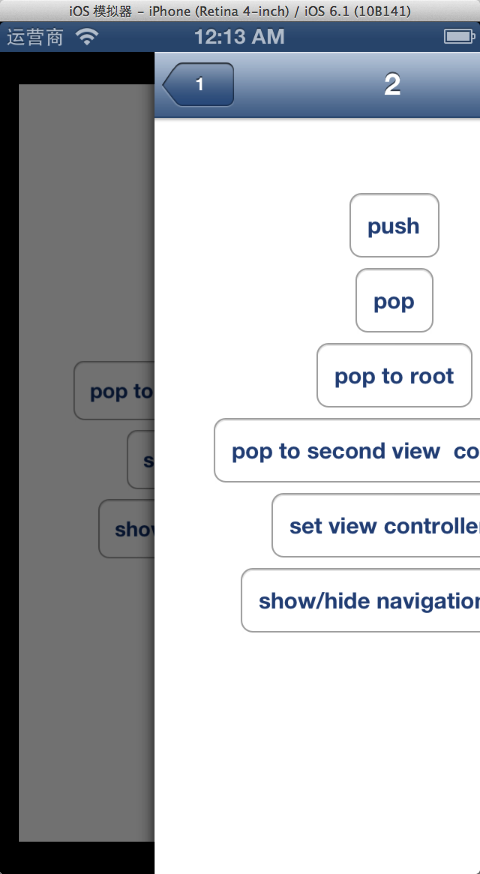 iOS 模拟器 – iPhone (Retina 4-inch) / iOS 6.1 (10B141)
运营商 12:13 AM
1 2
push
pop
pop to root
pop to
pop to second view co
s
set view controlle
show
show/hide navigation